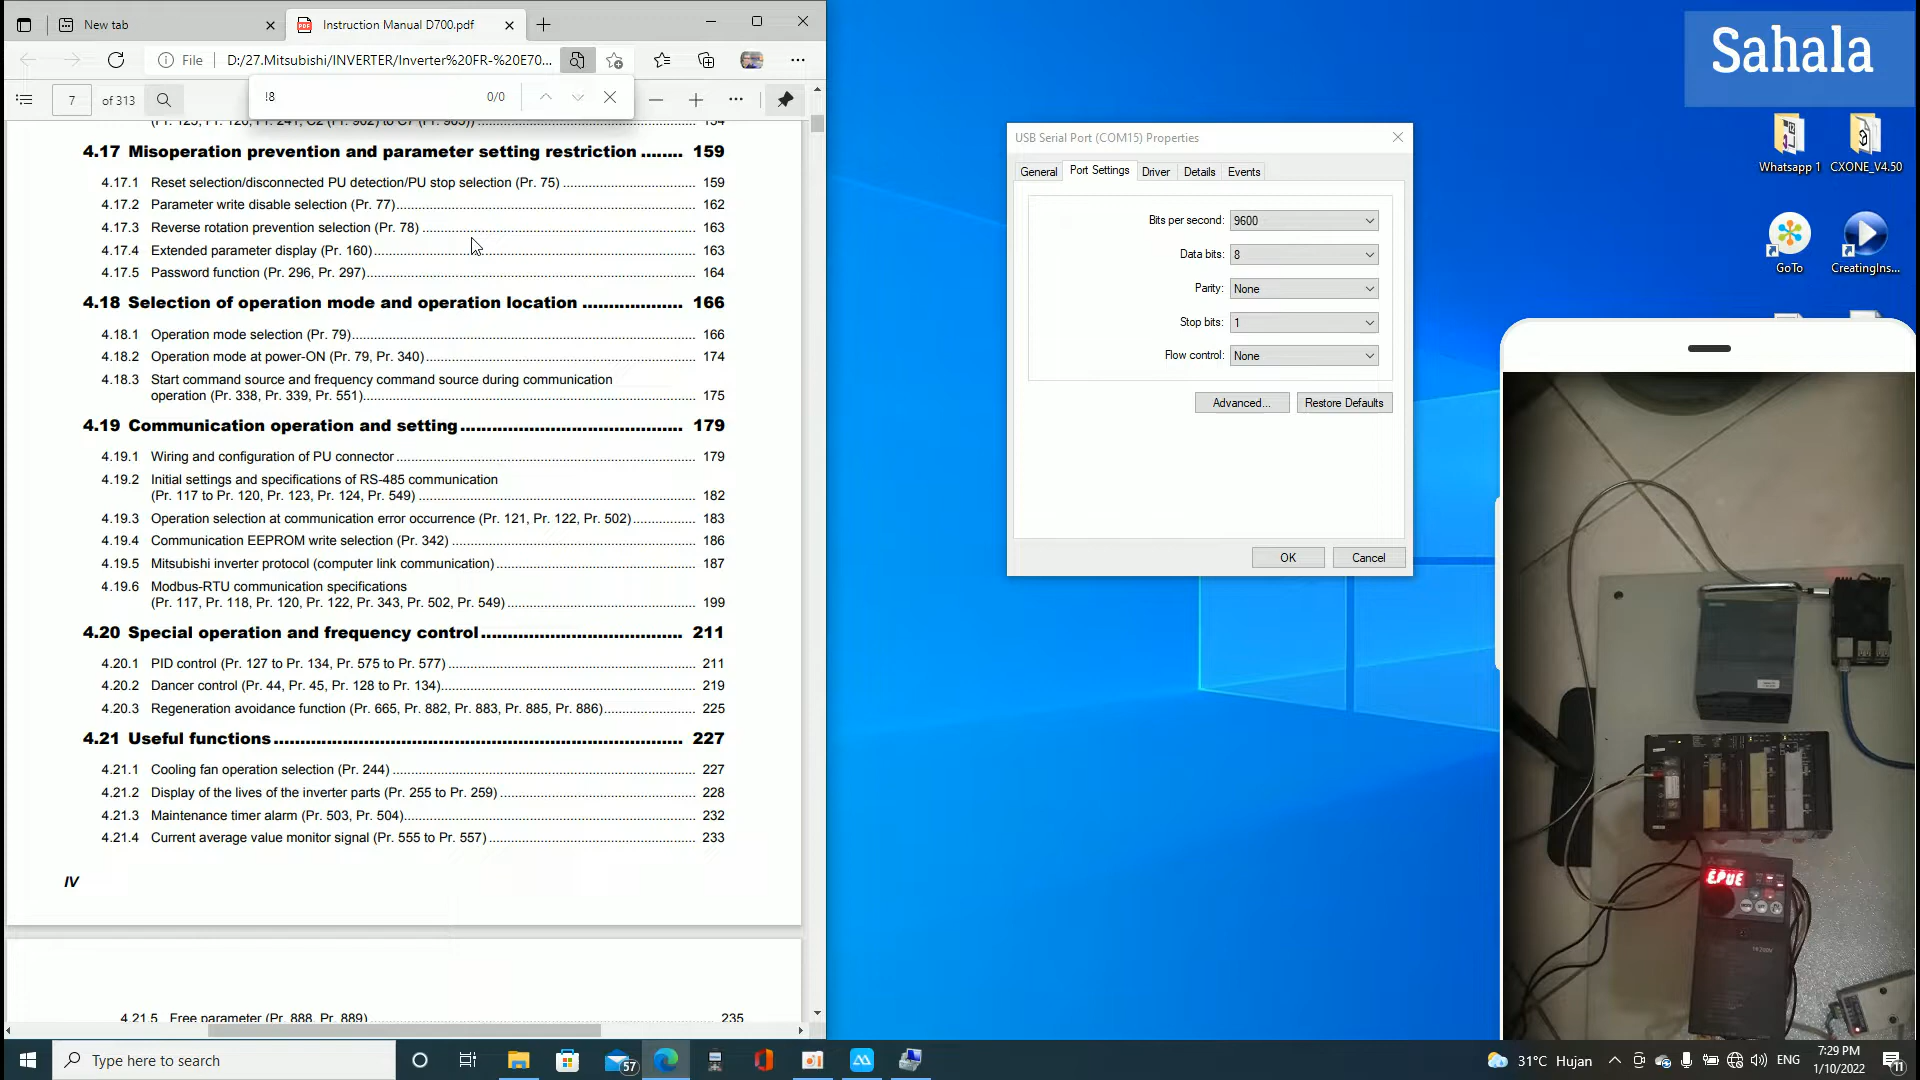 New tab
Instruction Manual D700.pdf
File
D:/27.Mitsubishi/INVERTER/Inverter%20FR-%20E70...
7
of 313
!8
0/0
4.17 Misoperation prevention and parameter setting restriction ........ 159
4.17.1 Reset selection/disconnected PU detection/PU stop selection (Pr. 75) .................................. 159
4.17.2 Parameter write disable selection (Pr. 77).............................................................................. 162
4.17.3 Reverse rotation prevention selection (Pr. 78) ....................................................................... 163
4.17.4 Extended parameter display (Pr. 160).................................................................................... 163
4.17.5 Password function (Pr. 296, Pr. 297)...................................................................................... 164
4.18 Selection of operation mode and operation location .................. 166
4.18.1 Operation mode selection (Pr. 79).......................................................................................... 166
4.18.2 Operation mode at power-ON (Pr. 79, Pr. 340)...................................................................... 174
4.18.3 Start command source and frequency command source during communication
operation (Pr. 338, Pr. 339, Pr. 551)....................................................................................... 175
4.19 Communication operation and setting........................................ 179
4.19.1 Wiring and configuration of PU connector .............................................................................. 179
4.19.2 Initial settings and specifications of RS-485 communication
(Pr. 117 to Pr. 120, Pr. 123, Pr. 124, Pr. 549) ........................................................................ 182
4.19.3 Operation selection at communication error occurrence (Pr. 121, Pr. 122, Pr. 502)................ 183
4.19.4 Communication EEPROM write selection (Pr. 342) ................................................................ 186
4.19.5 Mitsubishi inverter protocol (computer link communication) .................................................... 187
4.19.6 Modbus-RTU communication specifications
(Pr. 117, Pr. 118, Pr. 120, Pr. 122, Pr. 343, Pr. 502, Pr. 549)................................................. 199
4.20 Special operation and frequency control.................................... 211
4.20.1 PID control (Pr. 127 to Pr. 134, Pr. 575 to Pr. 577) ................................................................ 211
4.20.2 Dancer control (Pr. 44, Pr. 45, Pr. 128 to Pr. 134).................................................................. 219
4.20.3 Regeneration avoidance function (Pr. 665, Pr. 882, Pr. 883, Pr. 885, Pr. 886)........................ 225
4.21 Useful functions.......................................................................... 227
4.21.1 Cooling fan operation selection (Pr. 244) ............................................................................... 227
4.21.2 Display of the lives of the inverter parts (Pr. 255 to Pr. 259) ................................................... 228
4.21.3 Maintenance timer alarm (Pr. 503, Pr. 504)............................................................................ 232
4.21.4 Current average value monitor signal (Pr. 555 to Pr. 557) ...................................................... 233
IV
4.21.5 Free parameter (Pr. 888, Pr. 889)........................................................................................... 235
USB Serial Port (COM15) Properties
General
Port Settings
Driver
Details
Events
Bits per second: 9600
Data bits: 8
Parity: None
Stop bits: 1
Flow control: None
Advanced...
Restore Defaults
OK
Cancel
Sahala
Whatsapp 1
CXONE_V4.50
GoTo
CreatingIns...
E.PUE
Type here to search
57
31°C Hujan
ENG
7:29 PM
1/10/2022
11